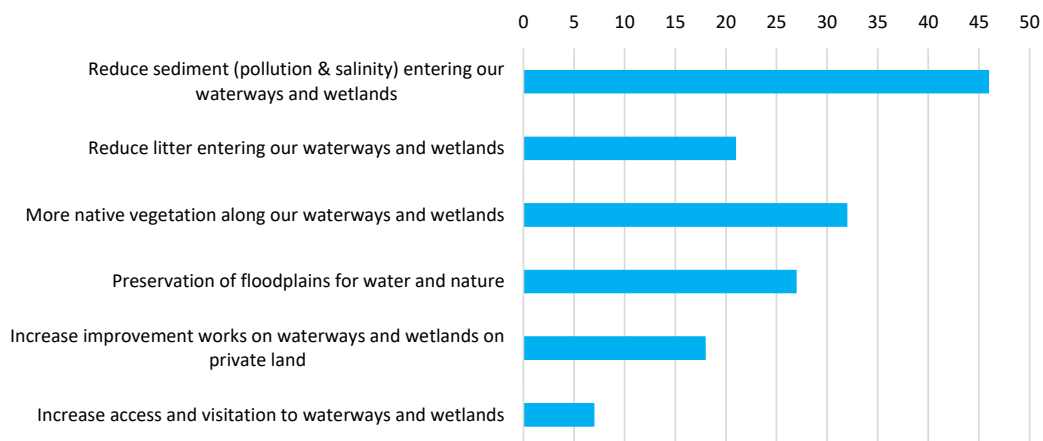 0 5 10 15 20 25 30 35 40 45 50
Reduce sediment (pollution & salinity) entering our
waterways and wetlands
Reduce litter entering our waterways and wetlands
More native vegetation along our waterways and wetlands
Preservation of floodplains for water and nature
Increase improvement works on waterways and wetlands on
private land
Increase access and visitation to waterways and wetlands